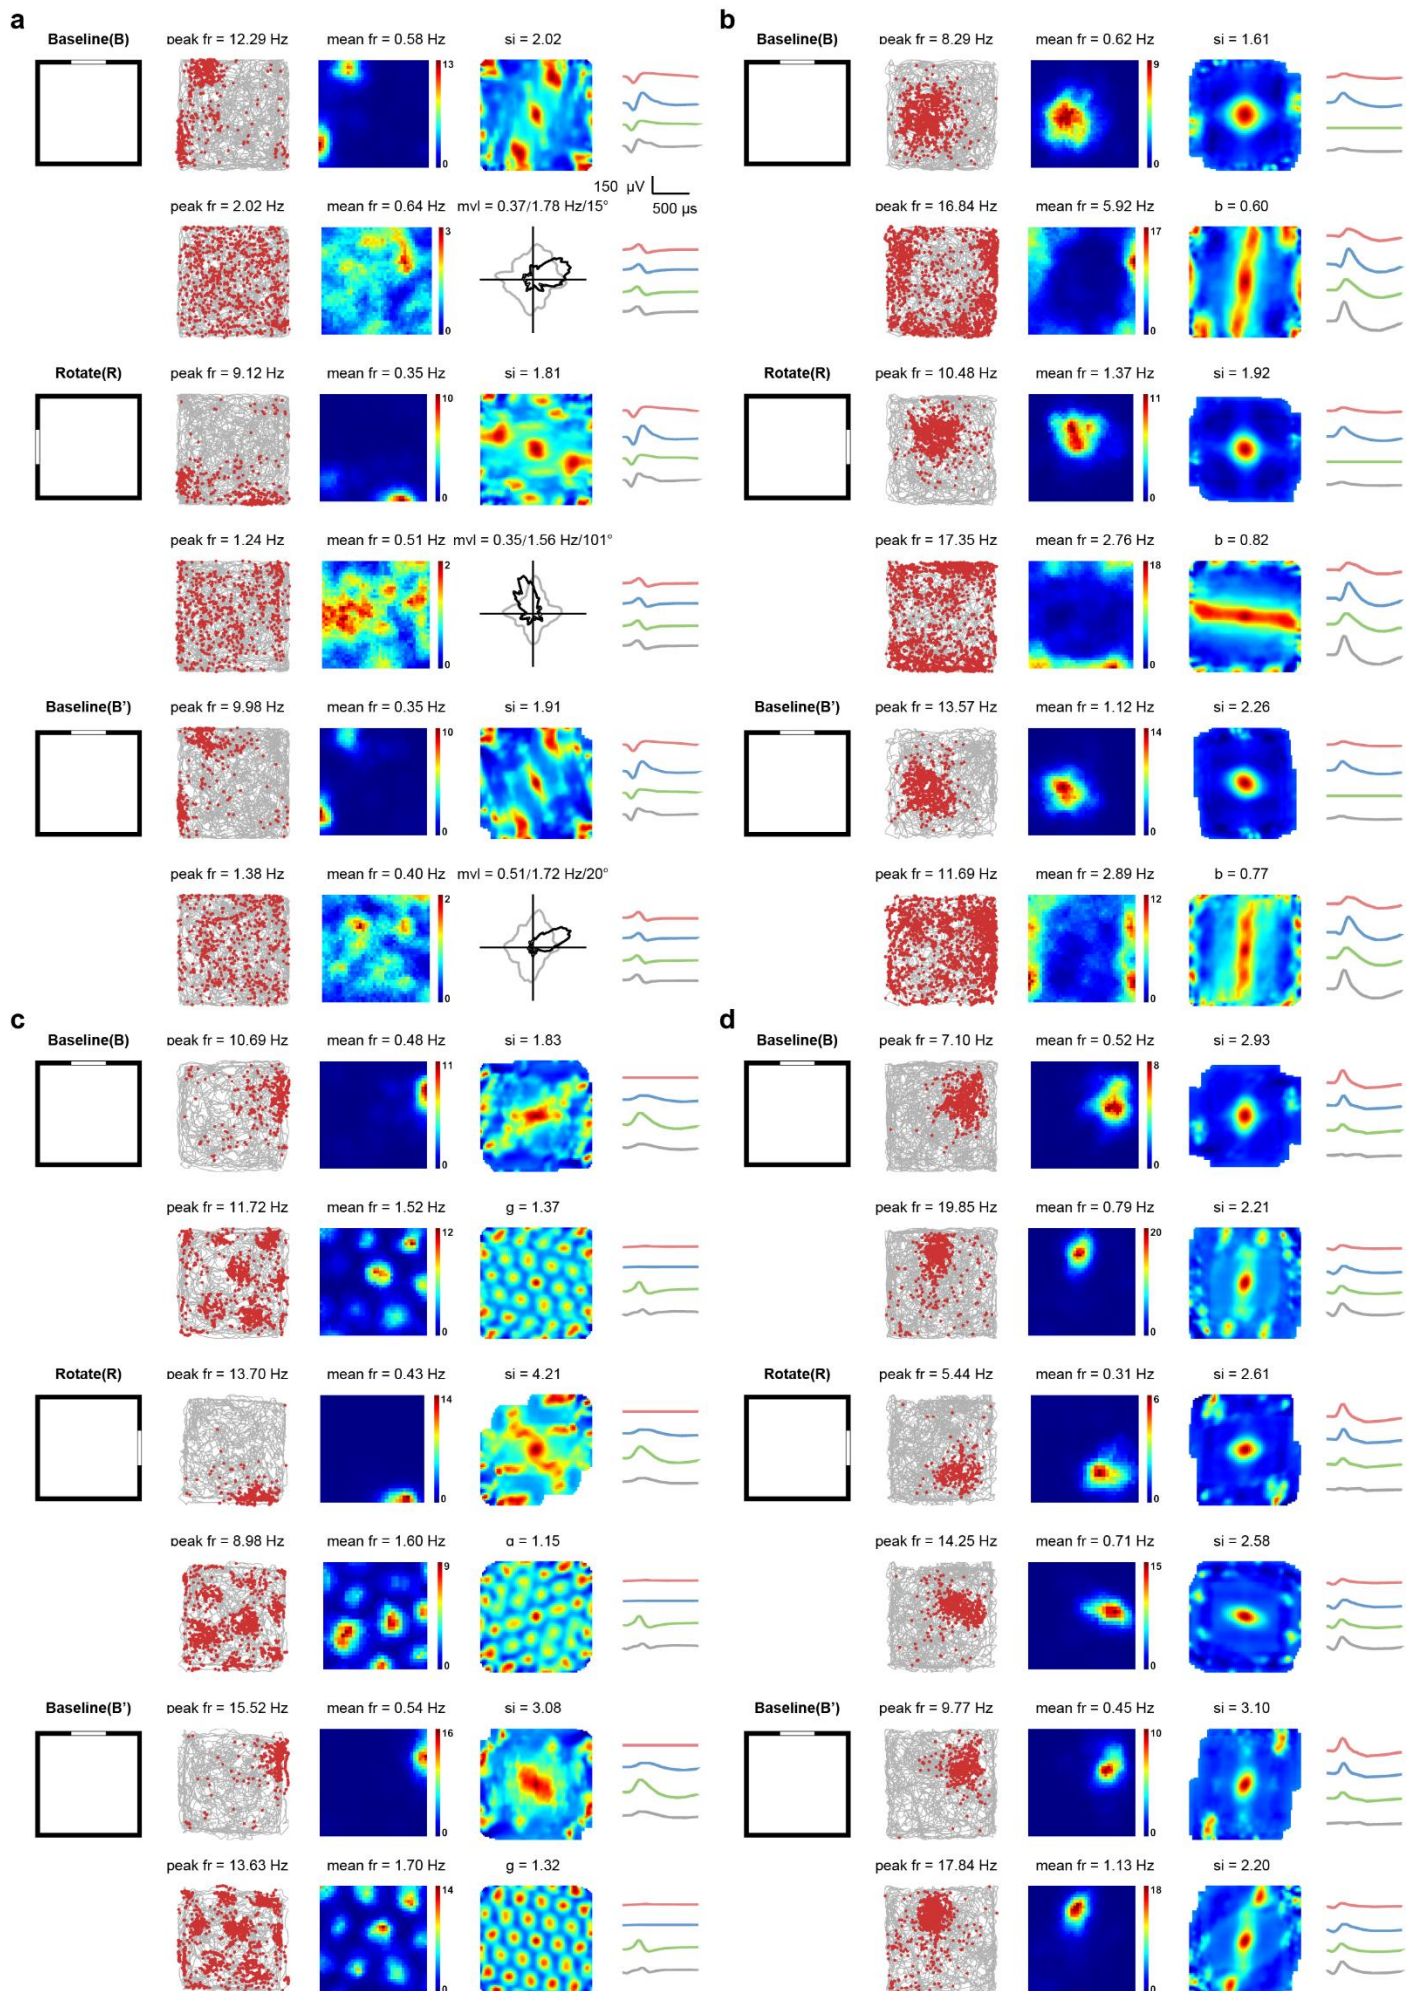 a
Baseline(B) peak fr = 12.29 Hz mean fr = 0.58 Hz si = 2.02
13
0
150 μV
500 μs
peak fr = 2.02 Hz mean fr = 0.64 Hz mvl = 0.37/1.78 Hz/15°
3
0
Rotate(R) peak fr = 9.12 Hz mean fr = 0.35 Hz si = 1.81
10
0
peak fr = 1.24 Hz mean fr = 0.51 Hz mvl = 0.35/1.56 Hz/101°
2
0
Baseline(B’) peak fr = 9.98 Hz mean fr = 0.35 Hz si = 1.91
10
0
peak fr = 1.38 Hz mean fr = 0.40 Hz mvl = 0.51/1.72 Hz/20°
2
0
b
Baseline(B) peak fr = 8.29 Hz mean fr = 0.62 Hz si = 1.61
9
0
peak fr = 16.84 Hz mean fr = 5.92 Hz b = 0.60
17
0
Rotate(R) peak fr = 10.48 Hz mean fr = 1.37 Hz si = 1.92
11
0
peak fr = 17.35 Hz mean fr = 2.76 Hz b = 0.82
18
0
Baseline(B’) peak fr = 13.57 Hz mean fr = 1.12 Hz si = 2.26
14
0
peak fr = 11.69 Hz mean fr = 2.89 Hz b = 0.77
12
0
c
Baseline(B) peak fr = 10.69 Hz mean fr = 0.48 Hz si = 1.83
11
0
peak fr = 11.72 Hz mean fr = 1.52 Hz g = 1.37
12
0
Rotate(R) peak fr = 13.70 Hz mean fr = 0.43 Hz si = 4.21
14
0
peak fr = 8.98 Hz mean fr = 1.60 Hz g = 1.15
9
0
Baseline(B’) peak fr = 15.52 Hz mean fr = 0.54 Hz si = 3.08
16
0
peak fr = 13.63 Hz mean fr = 1.70 Hz g = 1.32
14
0
d
Baseline(B) peak fr = 7.10 Hz mean fr = 0.52 Hz si = 2.93
8
0
peak fr = 19.85 Hz mean fr = 0.79 Hz si = 2.21
20
0
Rotate(R) peak fr = 5.44 Hz mean fr = 0.31 Hz si = 2.61
6
0
peak fr = 14.25 Hz mean fr = 0.71 Hz si = 2.58
15
0
Baseline(B’) peak fr = 9.77 Hz mean fr = 0.45 Hz si = 3.10
10
0
peak fr = 17.84 Hz mean fr = 1.13 Hz si = 2.20
18
0